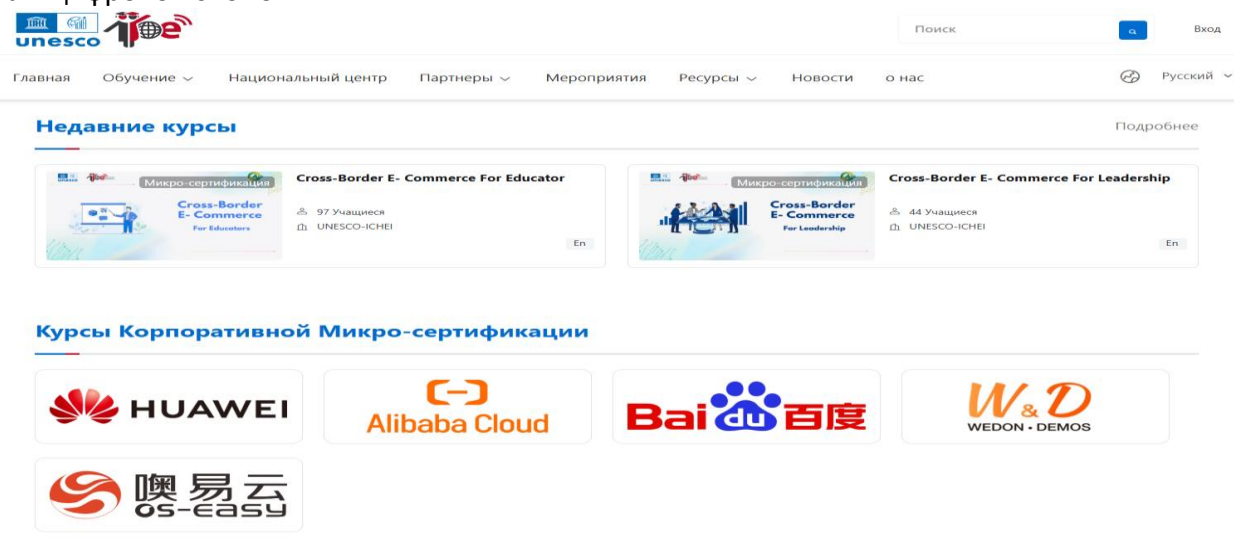 unesco iioe
Поиск
Вход
Главная Обучение Национальный центр Партнеры Мероприятия Ресурсы Новости о нас Русский
Недавние курсы Подробнее
Микро-сертификация
Cross-Border
E- Commerce
For Educators
Cross-Border E- Commerce For Educator
97 Учащиеся
UNESCO-ICHEI
En
Микро-сертификация
Cross-Border
E- Commerce
For Leadership
Cross-Border E- Commerce For Leadership
44 Учащиеся
UNESCO-ICHEI
En
Курсы Корпоративной Микро-сертификации
HUAWEI
Alibaba Cloud
Bai du 百度
W & D
WEDON · DEMOS
噢易云
os-easy